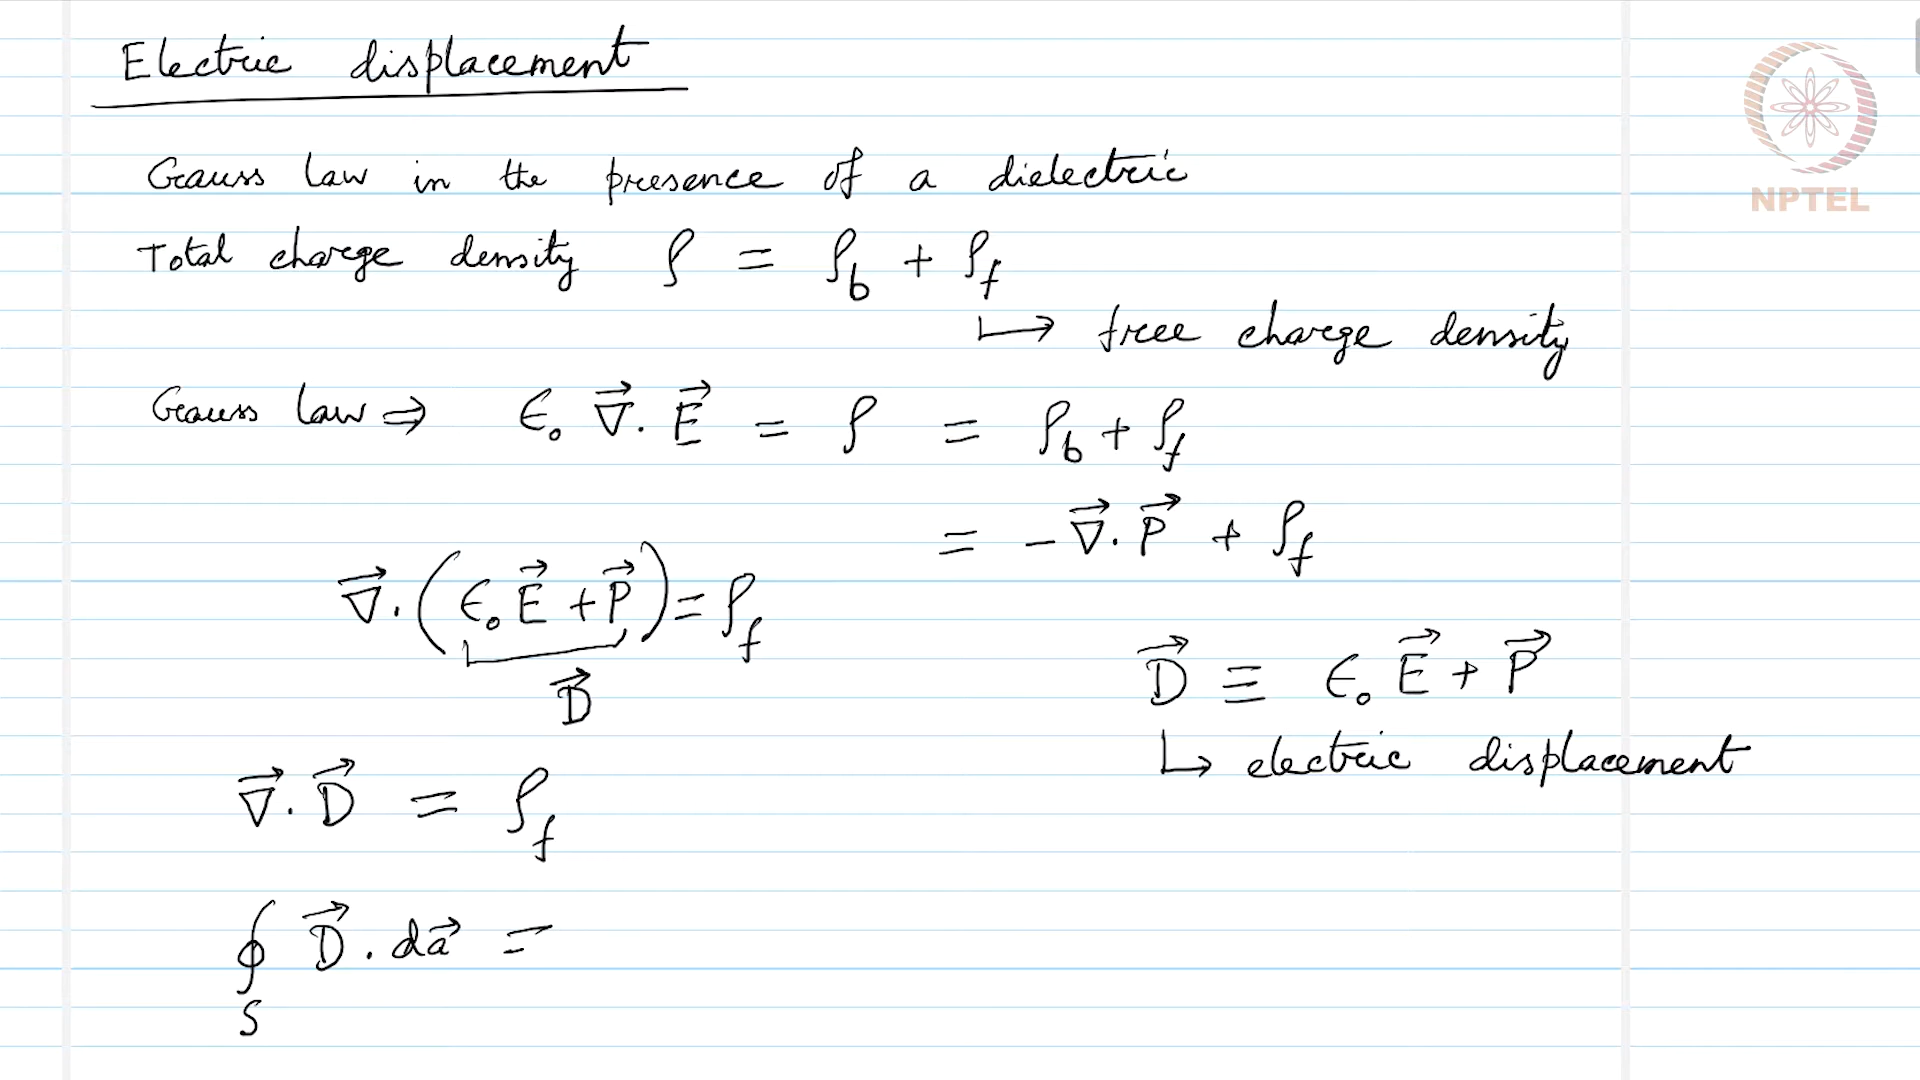 Electric displacement
NPTEL
Gauss law in the presence of a dielectric
Total charge density ρ = ρ_b + ρ_f
↳ free charge density
Gauss law ⇒ ϵ₀ ∇⃗ . E⃗ = ρ = ρ_b + ρ_f
= - ∇⃗ . P⃗ + ρ_f
∇⃗ . (ϵ₀ E⃗ + P⃗) = ρ_f
D⃗
D⃗ ≡ ϵ₀ E⃗ + P⃗
↳ electric displacement
∇⃗ . D⃗ = ρ_f
∮_S D⃗ . da⃗ =